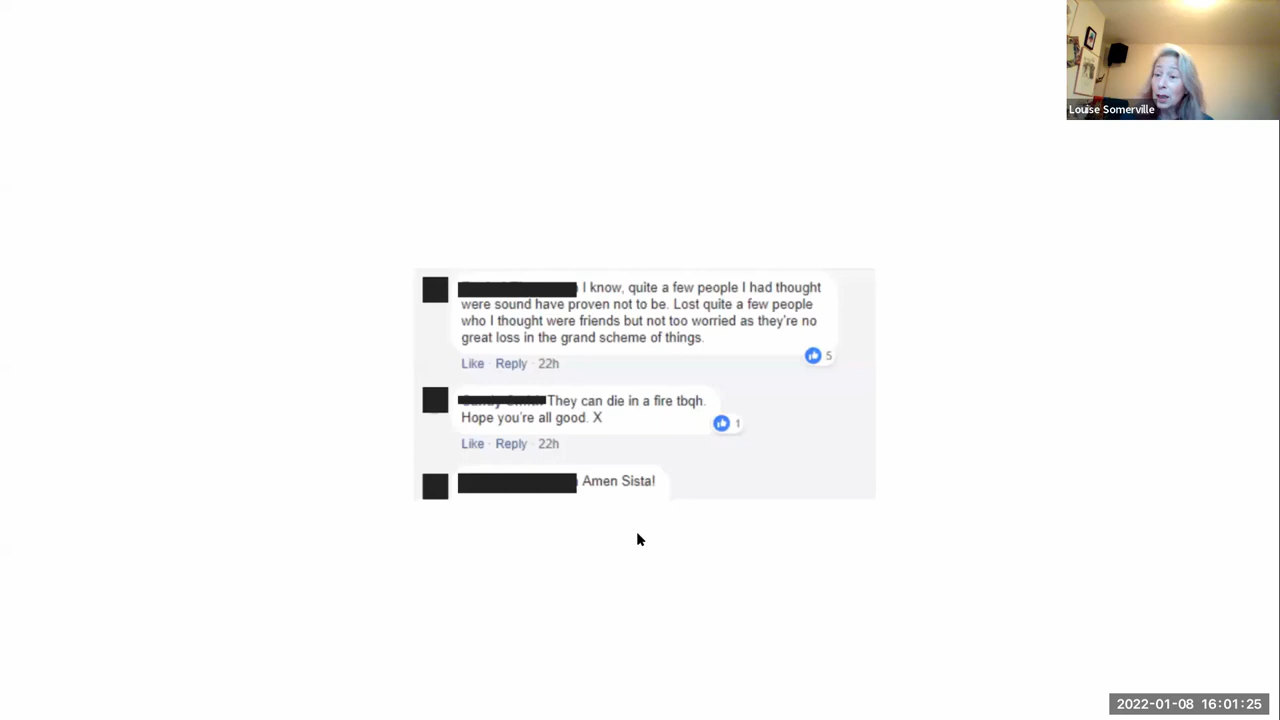 Louise Somerville
I know, quite a few people I had thought
were sound have proven not to be. Lost quite a few people
who I thought were friends but not too worried as they're no
great loss in the grand scheme of things.
5
Like · Reply · 22h
They can die in a fire tbqh.
Hope you're all good. X
1
Like · Reply · 22h
Amen Sista!
2022-01-08 16:01:25